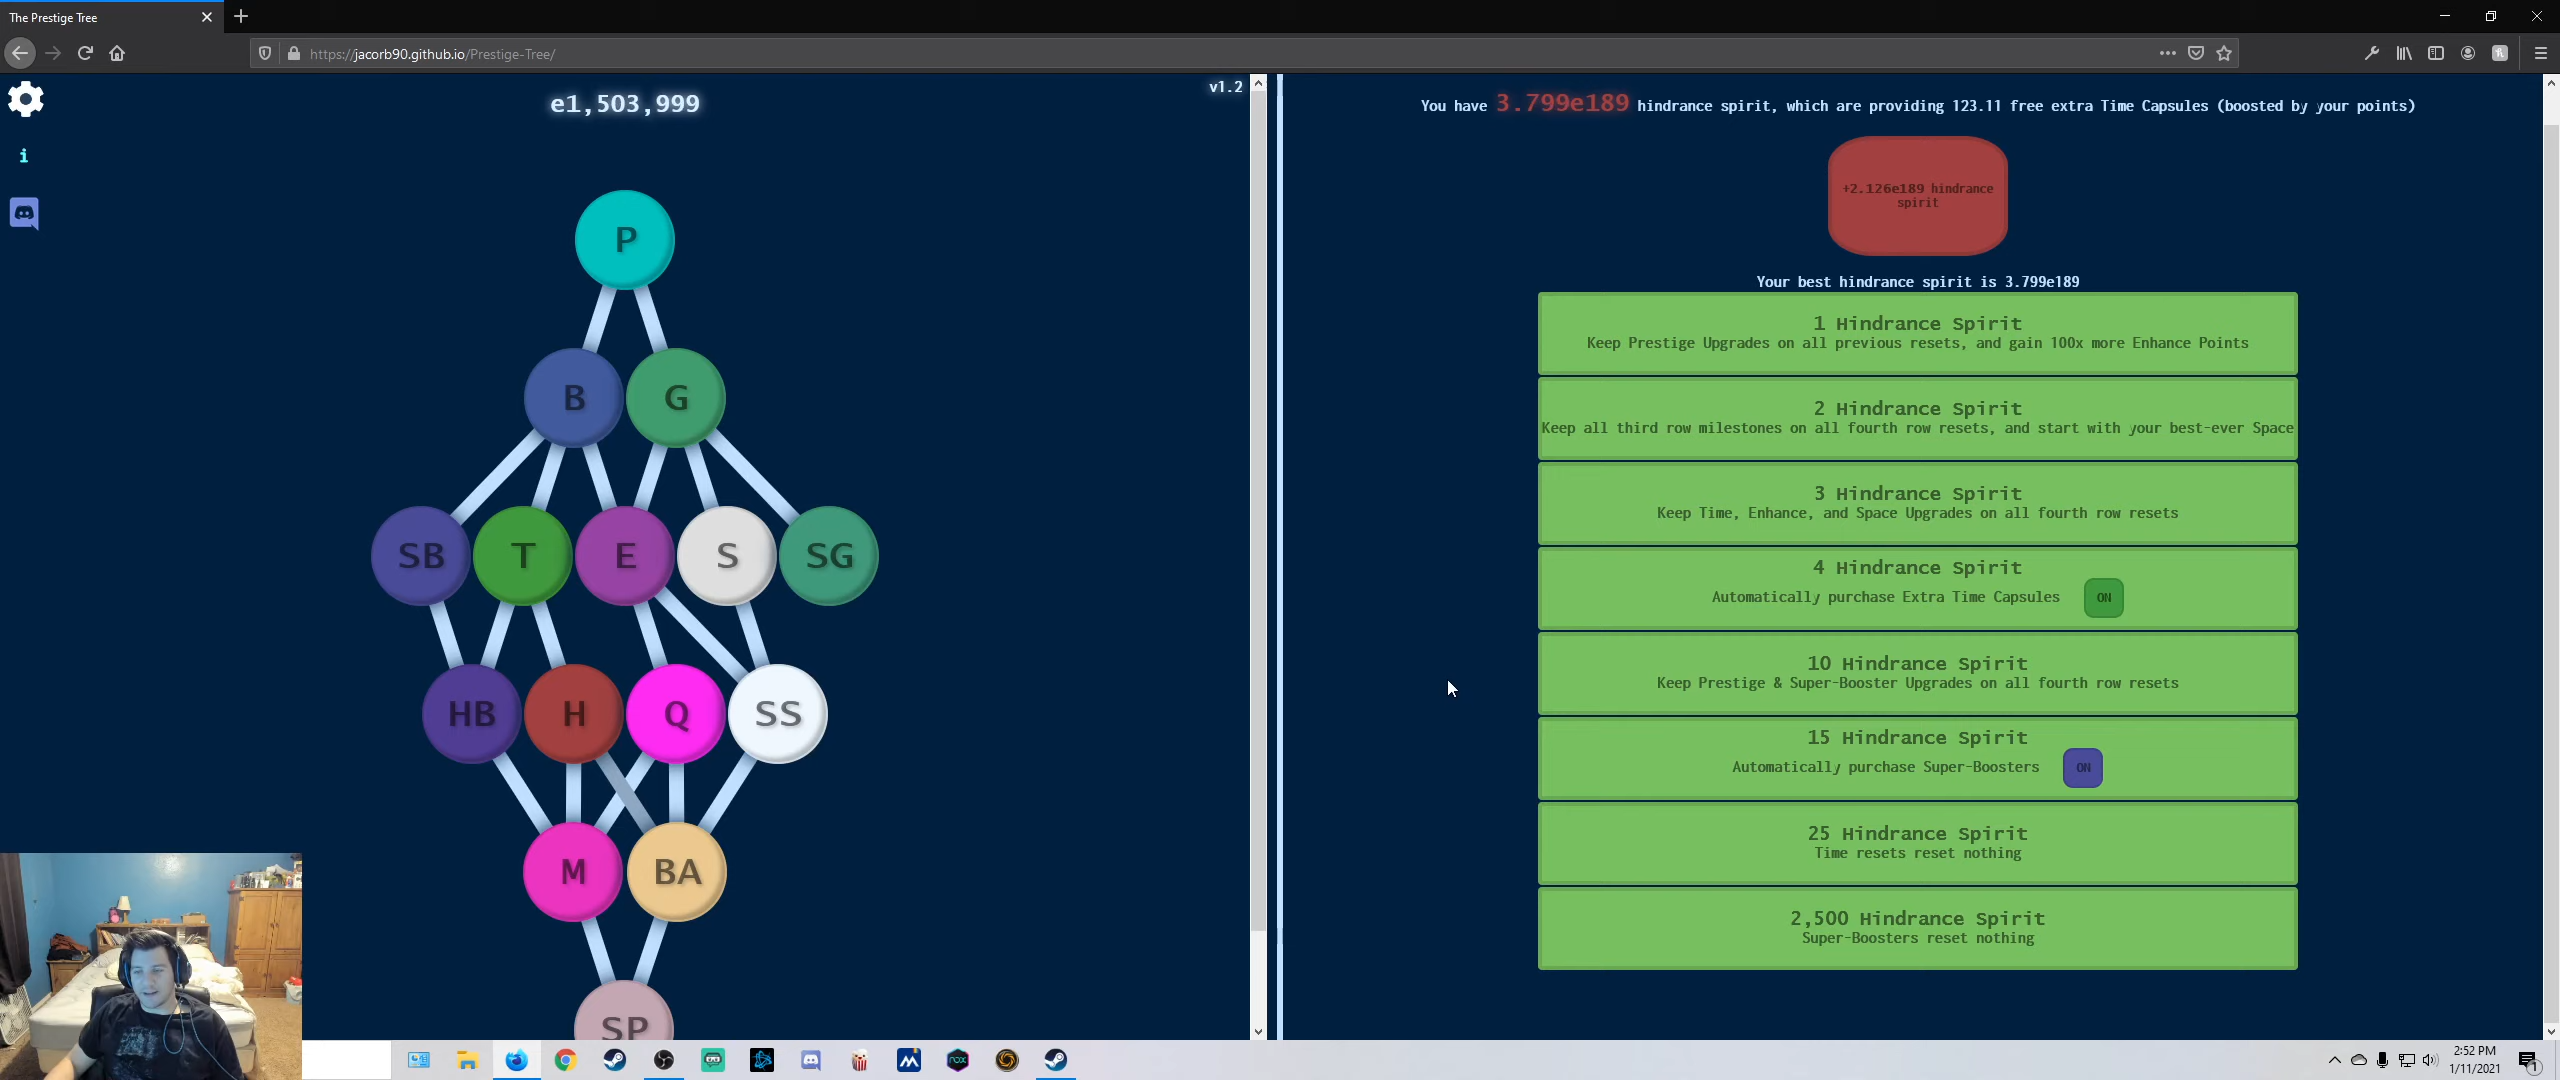 The Prestige Tree
https://jacorb90.github.io/Prestige-Tree/
e1,503,999
v1.2
i
P
B
G
SB
T
E
S
SG
HB
H
Q
SS
M
BA
SP
You have 3.799e189 hindrance spirit, which are providing 123.11 free extra Time Capsules (boosted by your points)
+2.126e189 hindrance
spirit
Your best hindrance spirit is 3.799e189
1 Hindrance Spirit
Keep Prestige Upgrades on all previous resets, and gain 100x more Enhance Points
2 Hindrance Spirit
Keep all third row milestones on all fourth row resets, and start with your best-ever Space
3 Hindrance Spirit
Keep Time, Enhance, and Space Upgrades on all fourth row resets
4 Hindrance Spirit
Automatically purchase Extra Time Capsules ON
10 Hindrance Spirit
Keep Prestige & Super-Booster Upgrades on all fourth row resets
15 Hindrance Spirit
Automatically purchase Super-Boosters ON
25 Hindrance Spirit
Time resets reset nothing
2,500 Hindrance Spirit
Super-Boosters reset nothing
nox
2:52 PM
1/11/2021
1